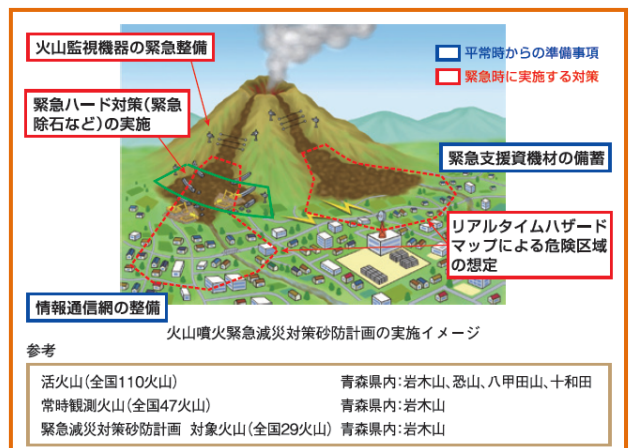 火山監視機器の緊急整備
平常時からの準備事項
緊急時に実施する対策
緊急ハード対策(緊急
除石など)の実施
緊急支援資機材の備蓄
リアルタイムハザード
マップによる危険区域
の想定
情報通信網の整備
火山噴火緊急減災対策砂防計画の実施イメージ
参考
活火山(全国110火山) 青森県内:岩木山、恐山、八甲田山、十和田
常時観測火山(全国47火山) 青森県内:岩木山
緊急減災対策砂防計画 対象火山(全国29火山) 青森県内:岩木山